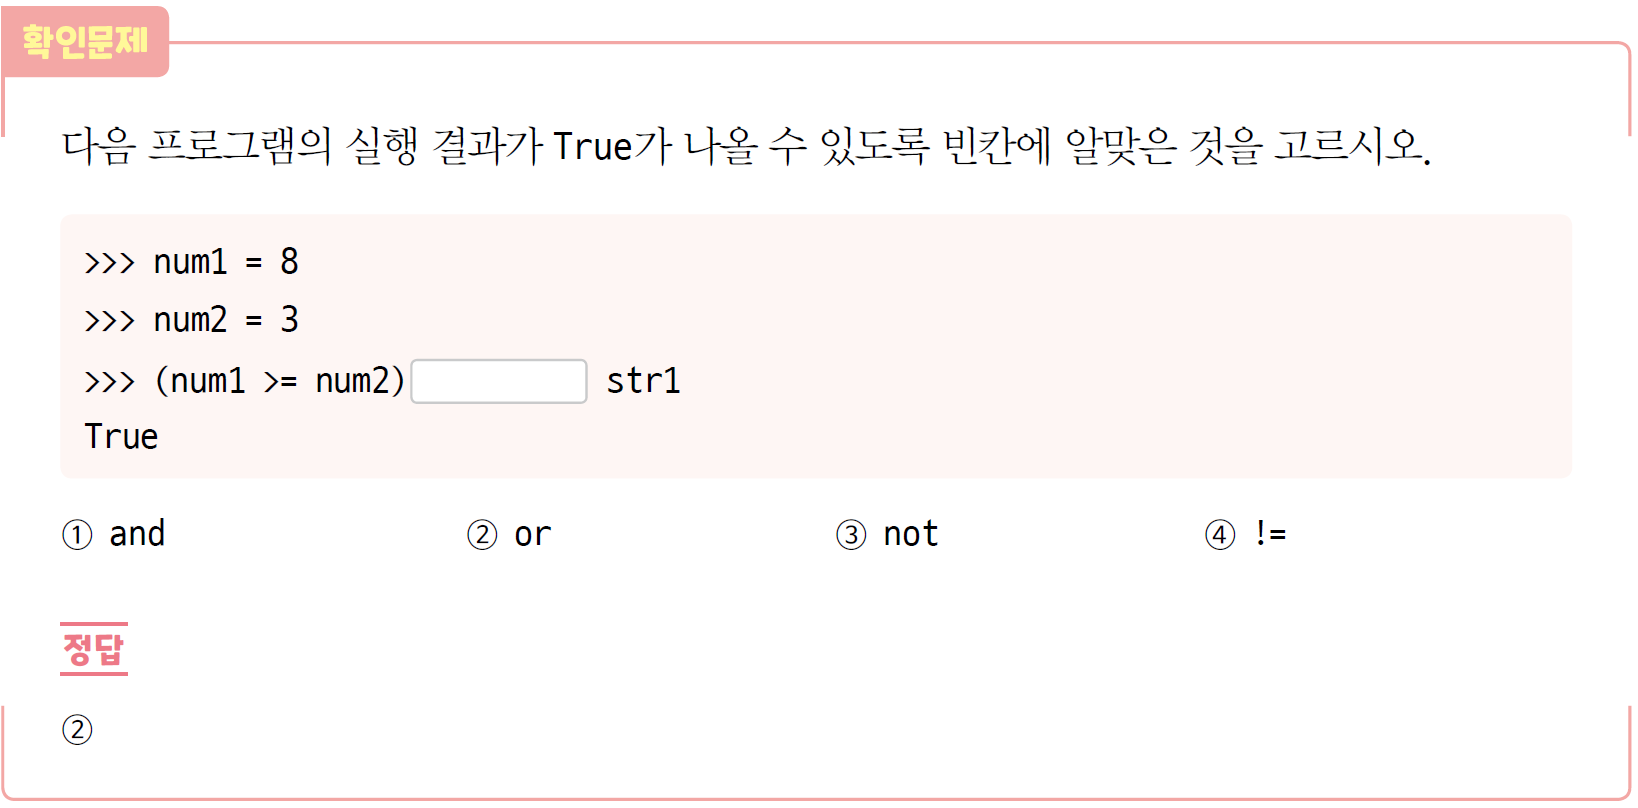 확인문제
다음 프로그램의 실행 결과가 True가 나올 수 있도록 빈칸에 알맞은 것을 고르시오.
>>> num1 = 8
>>> num2 = 3
>>> (num1 >= num2) str1
True
① and ② or ③ not ④ !=
정답
②